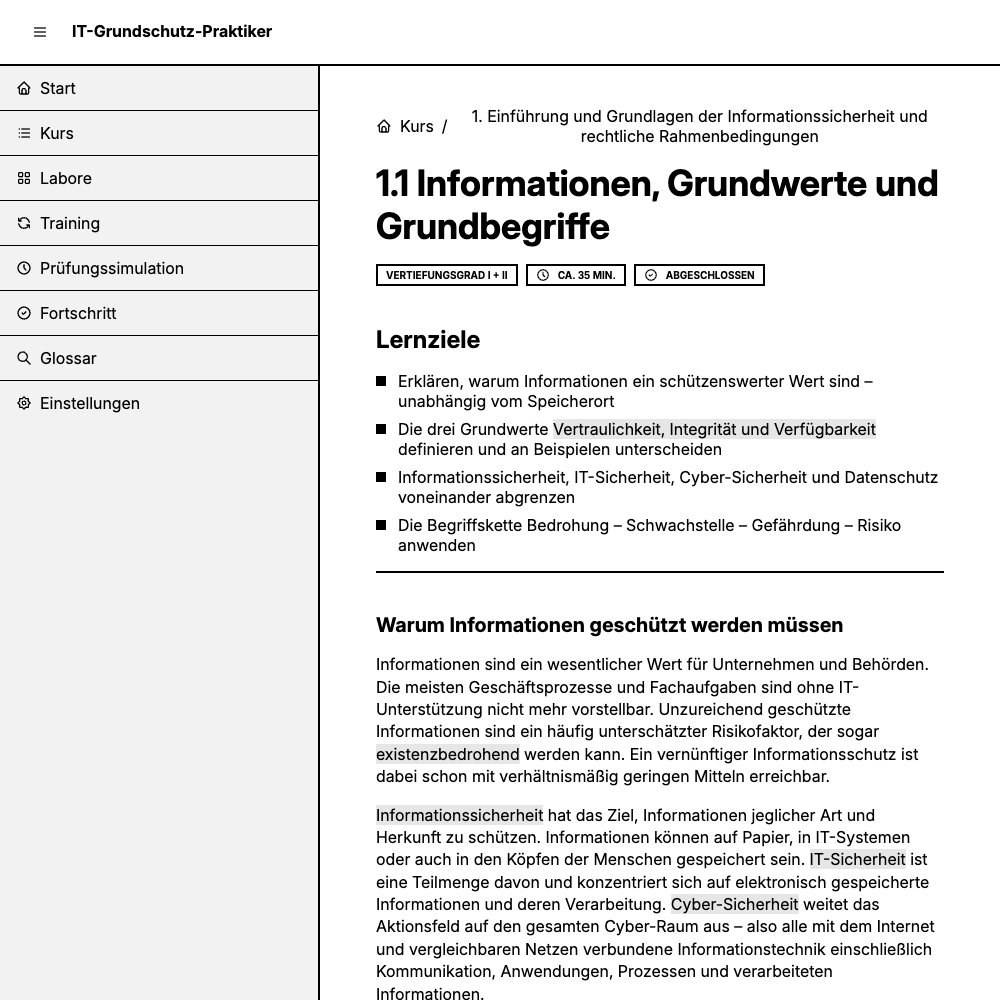 IT-Grundschutz-Praktiker
Start
Kurs
Labore
Training
Prüfungssimulation
Fortschritt
Glossar
Einstellungen
Kurs /
1. Einführung und Grundlagen der Informationssicherheit und
rechtliche Rahmenbedingungen
1.1 Informationen, Grundwerte und
Grundbegriffe
VERTIEFUNGSGRAD I + II
CA. 35 MIN.
ABGESCHLOSSEN
Lernziele
Erklären, warum Informationen ein schützenswerter Wert sind –
unabhängig vom Speicherort
Die drei Grundwerte Vertraulichkeit, Integrität und Verfügbarkeit
definieren und an Beispielen unterscheiden
Informationssicherheit, IT-Sicherheit, Cyber-Sicherheit und Datenschutz
voneinander abgrenzen
Die Begriffskette Bedrohung – Schwachstelle – Gefährdung – Risiko
anwenden
Warum Informationen geschützt werden müssen
Informationen sind ein wesentlicher Wert für Unternehmen und Behörden.
Die meisten Geschäftsprozesse und Fachaufgaben sind ohne IT-
Unterstützung nicht mehr vorstellbar. Unzureichend geschützte
Informationen sind ein häufig unterschätzter Risikofaktor, der sogar
existenzbedrohend werden kann. Ein vernünftiger Informationsschutz ist
dabei schon mit verhältnismäßig geringen Mitteln erreichbar.
Informationssicherheit hat das Ziel, Informationen jeglicher Art und
Herkunft zu schützen. Informationen können auf Papier, in IT-Systemen
oder auch in den Köpfen der Menschen gespeichert sein. IT-Sicherheit ist
eine Teilmenge davon und konzentriert sich auf elektronisch gespeicherte
Informationen und deren Verarbeitung. Cyber-Sicherheit weitet das
Aktionsfeld auf den gesamten Cyber-Raum aus – also alle mit dem Internet
und vergleichbaren Netzen verbundene Informationstechnik einschließlich
Kommunikation, Anwendungen, Prozessen und verarbeiteten
Informationen.